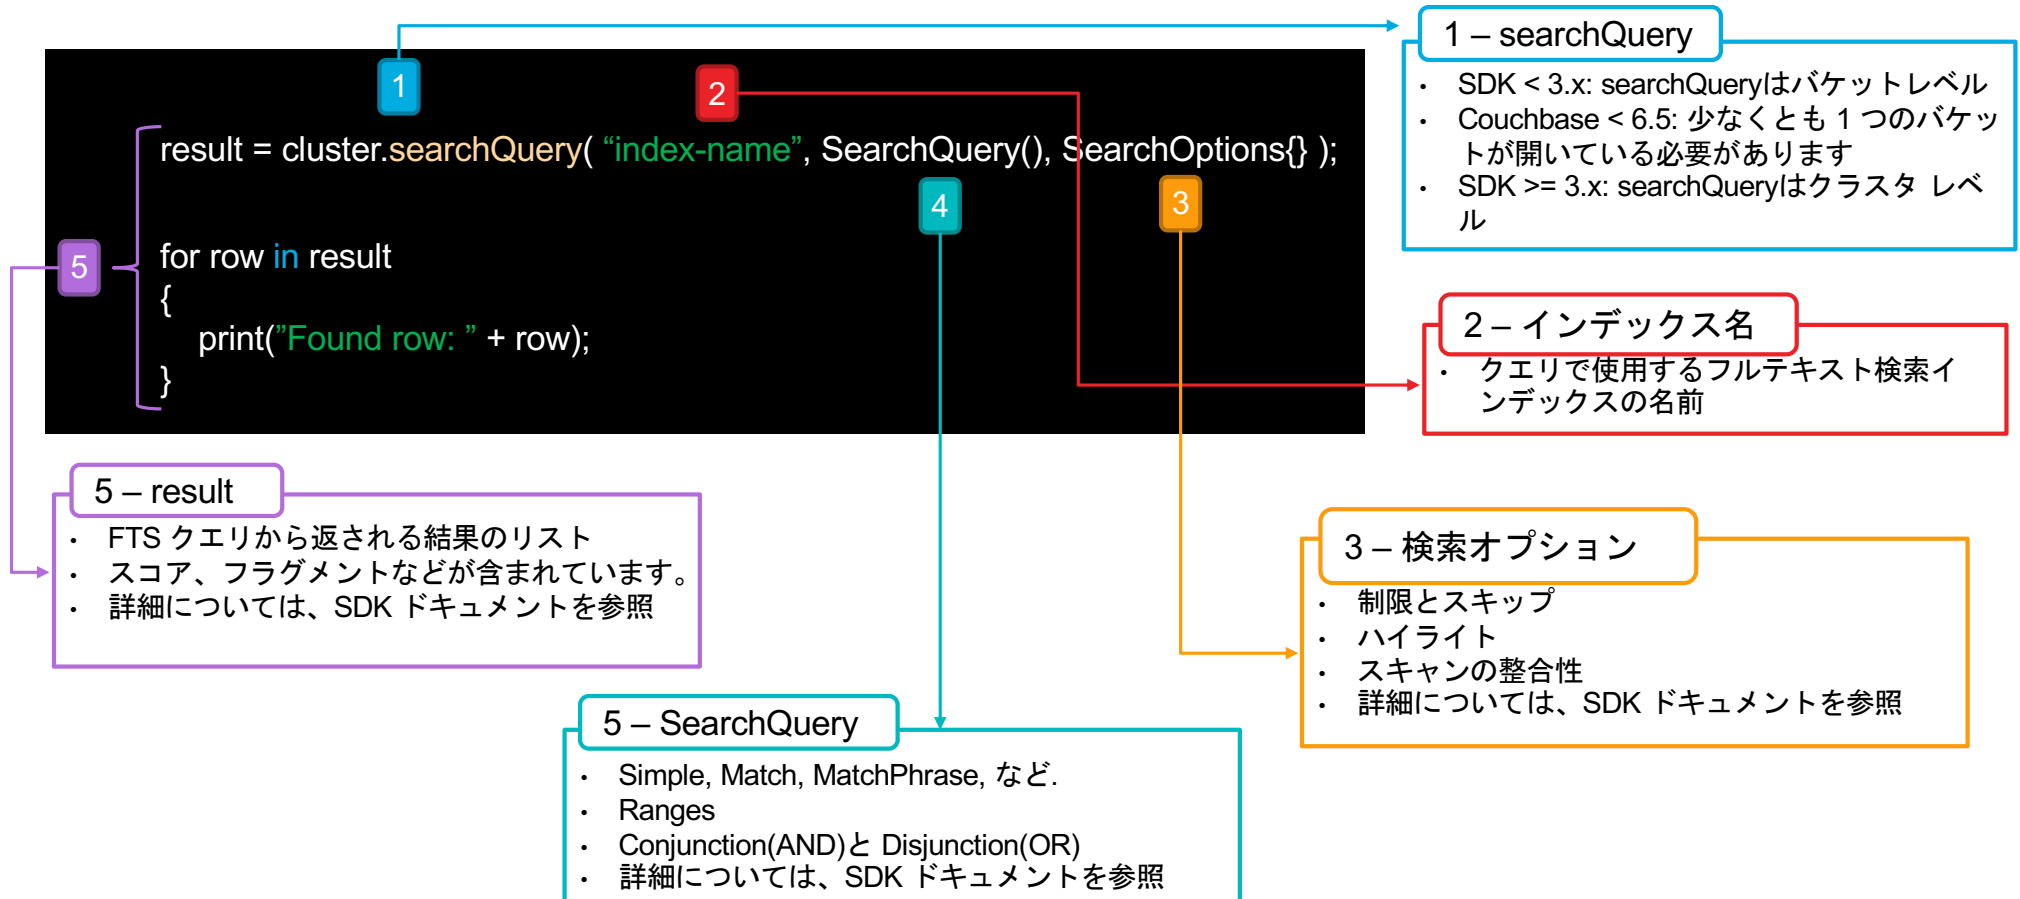 1
2
result = cluster.searchQuery( “index-name”, SearchQuery(), SearchOptions{} );
4
3
5
for row in result
{
print(”Found row: ” + row);
}
1 – searchQuery
• SDK < 3.x: searchQueryはバケットレベル
• Couchbase < 6.5: 少なくとも 1 つのバケッ
トが開いている必要があります
• SDK >= 3.x: searchQueryはクラスタ レベ
ル
2 – インデックス名
• クエリで使用するフルテキスト検索イ
ンデックスの名前
5 – result
• FTS クエリから返される結果のリスト
• スコア、フラグメントなどが含まれています。
• 詳細については、SDK ドキュメントを参照
3 – 検索オプション
• 制限とスキップ
• ハイライト
• スキャンの整合性
• 詳細については、SDK ドキュメントを参照
5 – SearchQuery
• Simple, Match, MatchPhrase, など.
• Ranges
• Conjunction(AND)と Disjunction(OR)
• 詳細については、SDK ドキュメントを参照